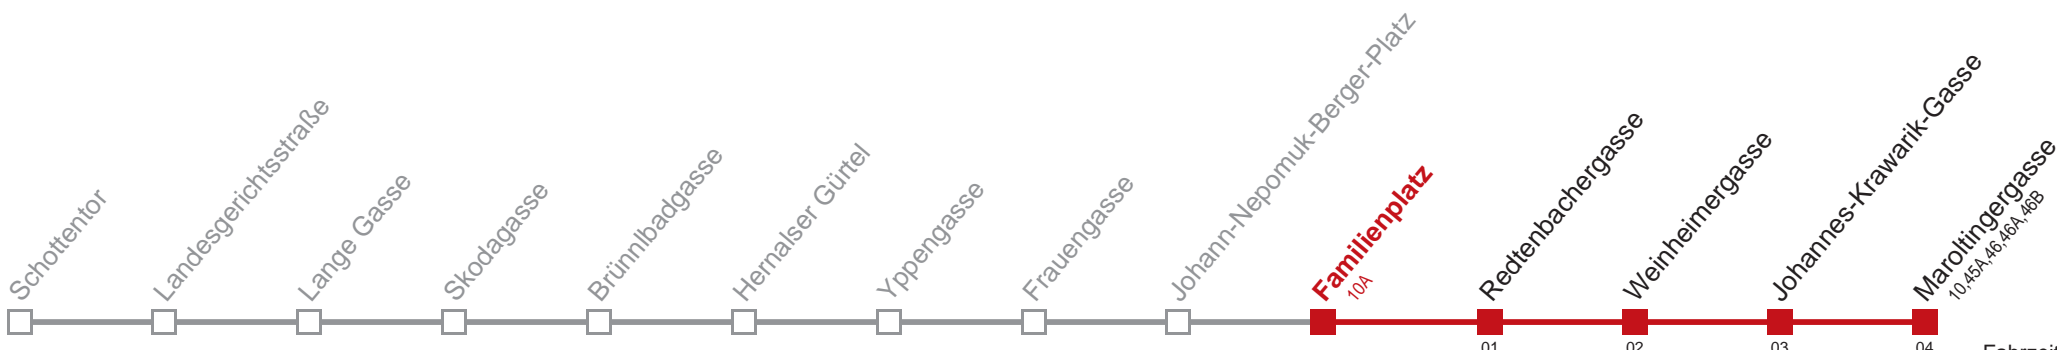 Schottentor
Landesgerichtsstraße
Lange Gasse
Skodagasse
Brünnlbadgasse
Hernalser Gürtel
Yppengasse
Frauengasse
Johann-Nepomuk-Berger-Platz
Familienplatz
10A
Redtenbachergasse
Weinheimergasse
Johannes-Krawarik-Gasse
Maroltingergasse
10,45A,46,46A,46B
01
02
03
04
Fahrzeit